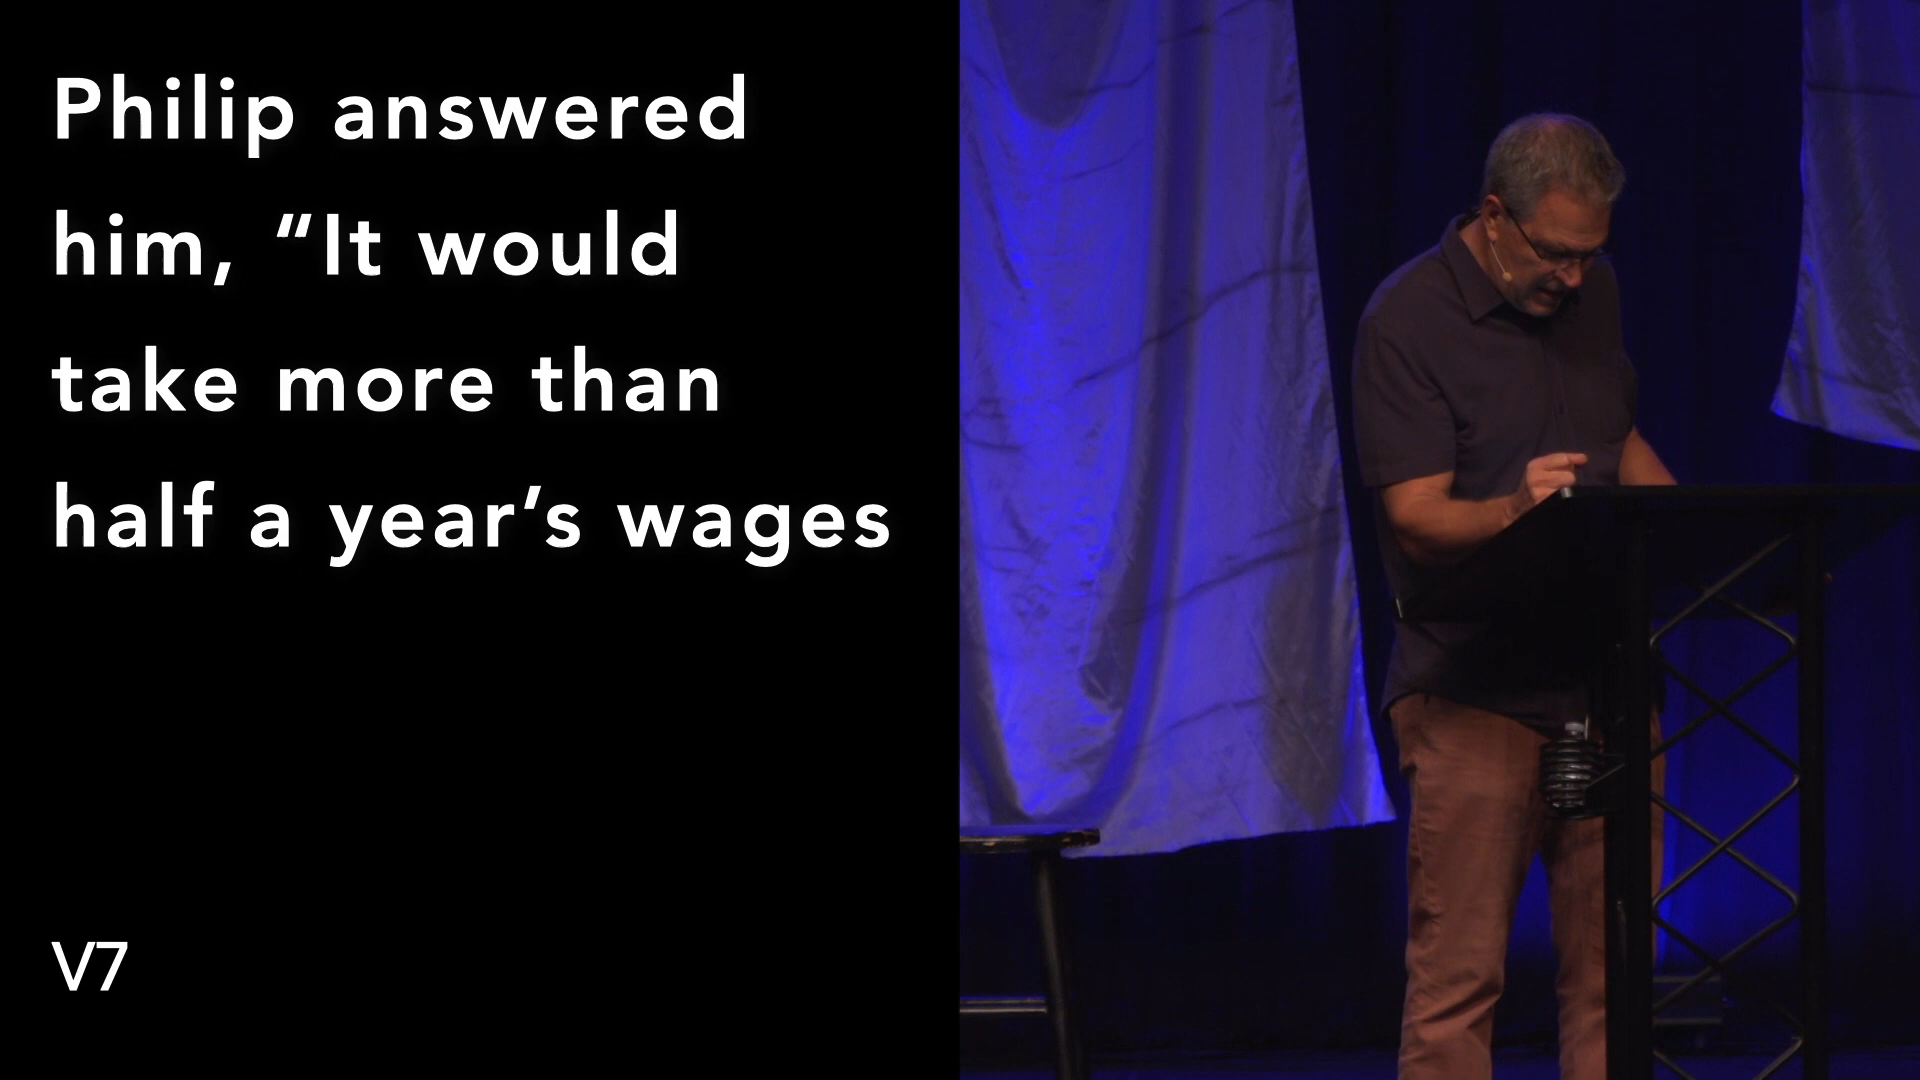 Philip answered
him, “It would
take more than
half a year’s wages
V7